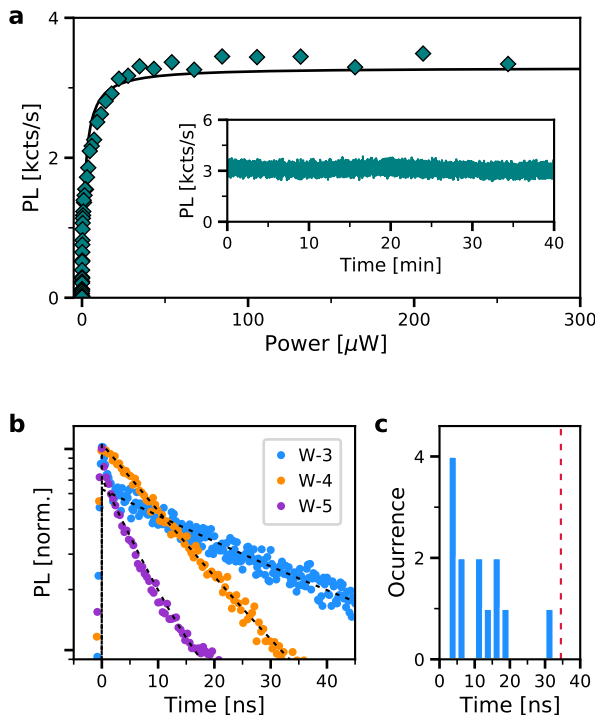 a
4
2
0
PL [kcts/s]
6
3
0
PL [kcts/s]
0 10 20 30 40
Time [min]
0 100 200 300
Power [μW]
b
PL [norm.]
W-3
W-4
W-5
0 10 20 30 40
Time [ns]
c
Ocurrence
4
2
0
0 10 20 30 40
Time [ns]